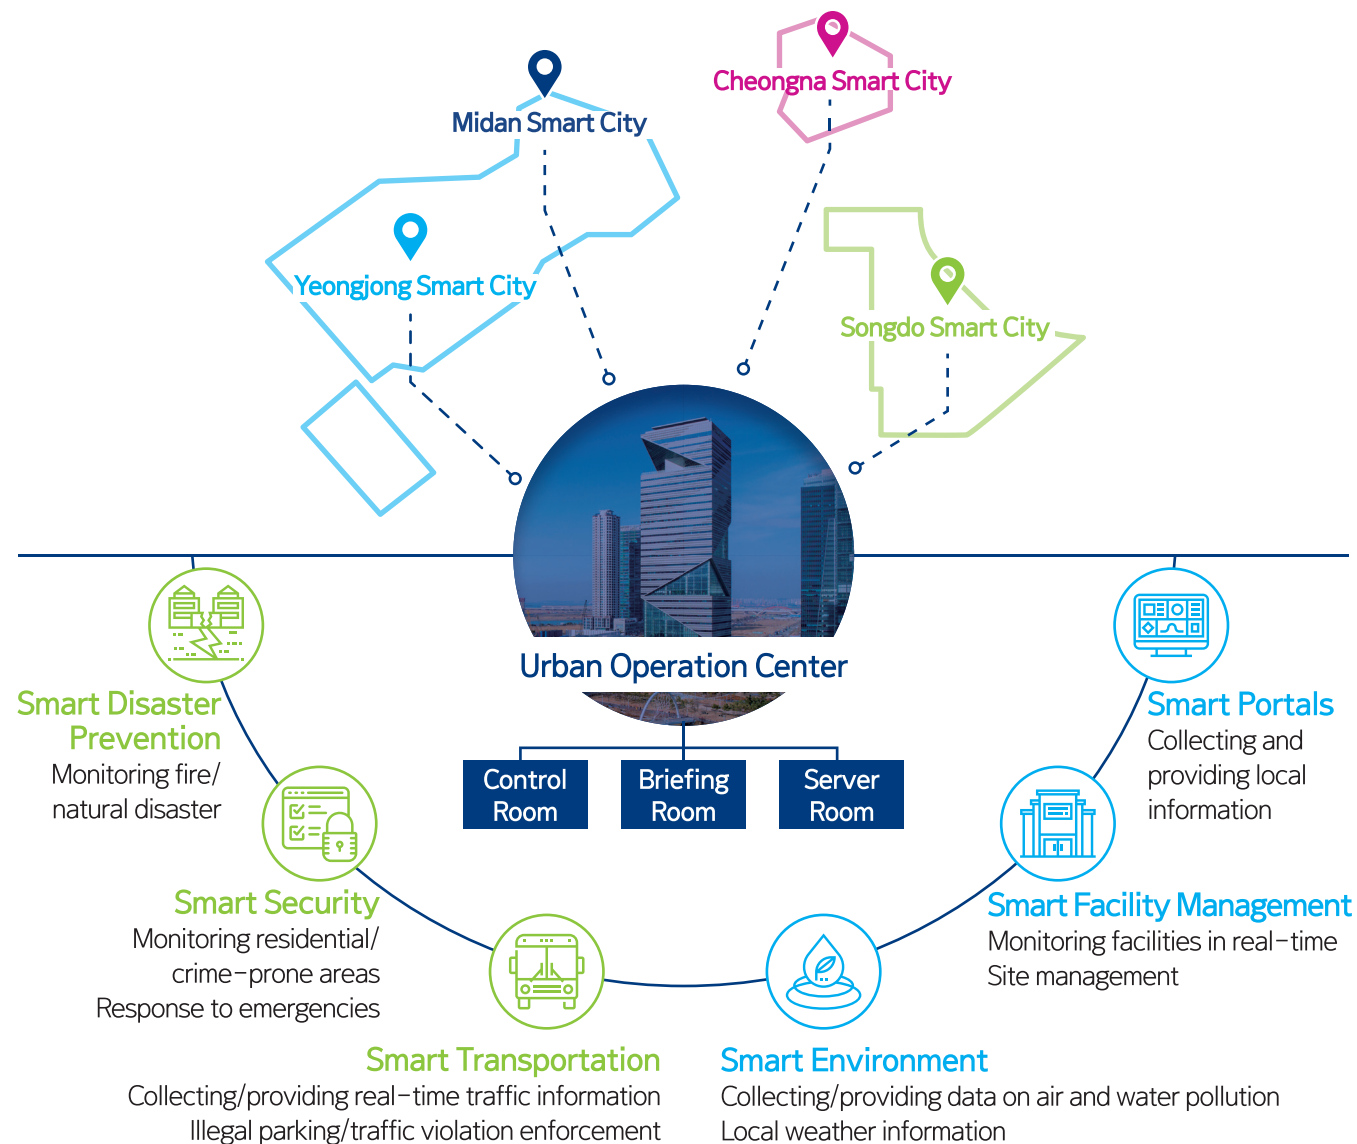 Cheongna Smart City
Midan Smart City
Yeongjong Smart City
Songdo Smart City
Urban Operation Center
Control
Room
Briefing
Room
Server
Room
Smart Disaster
Prevention
Monitoring fire/
natural disaster
Smart Security
Monitoring residential/
crime-prone areas
Response to emergencies
Smart Transportation
Collecting/providing real-time traffic information
Illegal parking/traffic violation enforcement
Smart Environment
Collecting/providing data on air and water pollution
Local weather information
Smart Facility Management
Monitoring facilities in real-time
Site management
Smart Portals
Collecting and
providing local
information